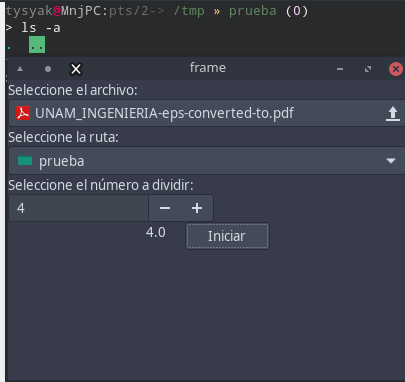 tysyak@MnjPC:pts/2-> /tmp » prueba (0)
> ls -a
. ..
frame
Seleccione el archivo:
UNAM_INGENIERIA-eps-converted-to.pdf
Seleccione la ruta:
prueba
Seleccione el número a dividir:
4
4.0 Iniciar